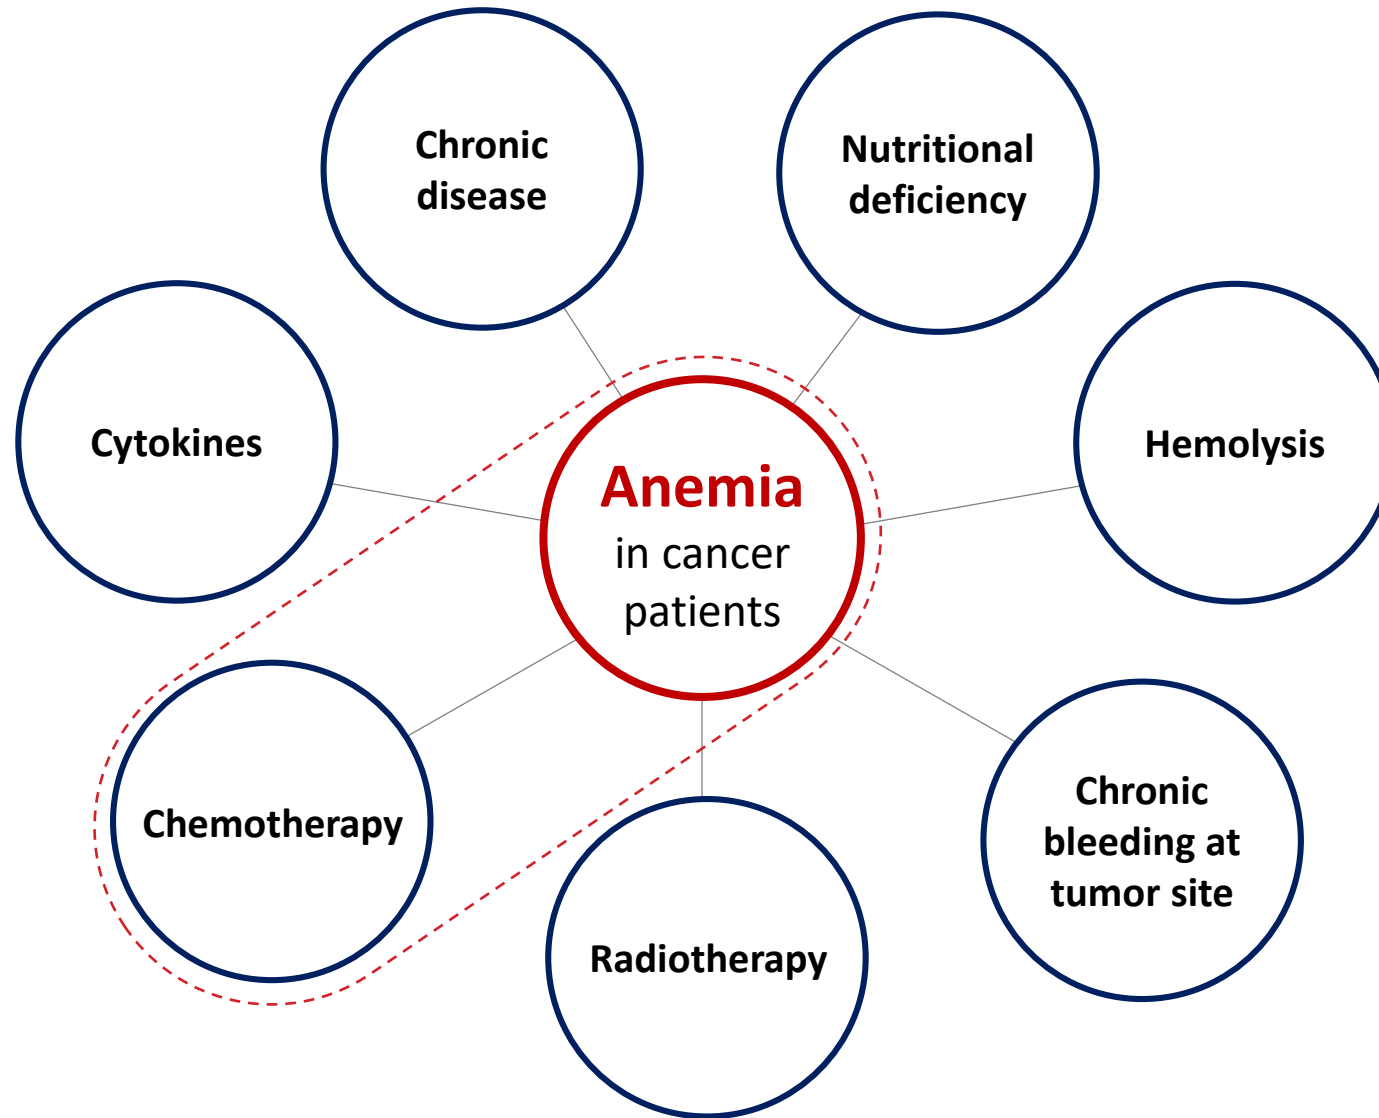 Chronic
disease
Nutritional
deficiency
Cytokines
Hemolysis
Anemia
in cancer
patients
Chemotherapy
Chronic
bleeding at
tumor site
Radiotherapy